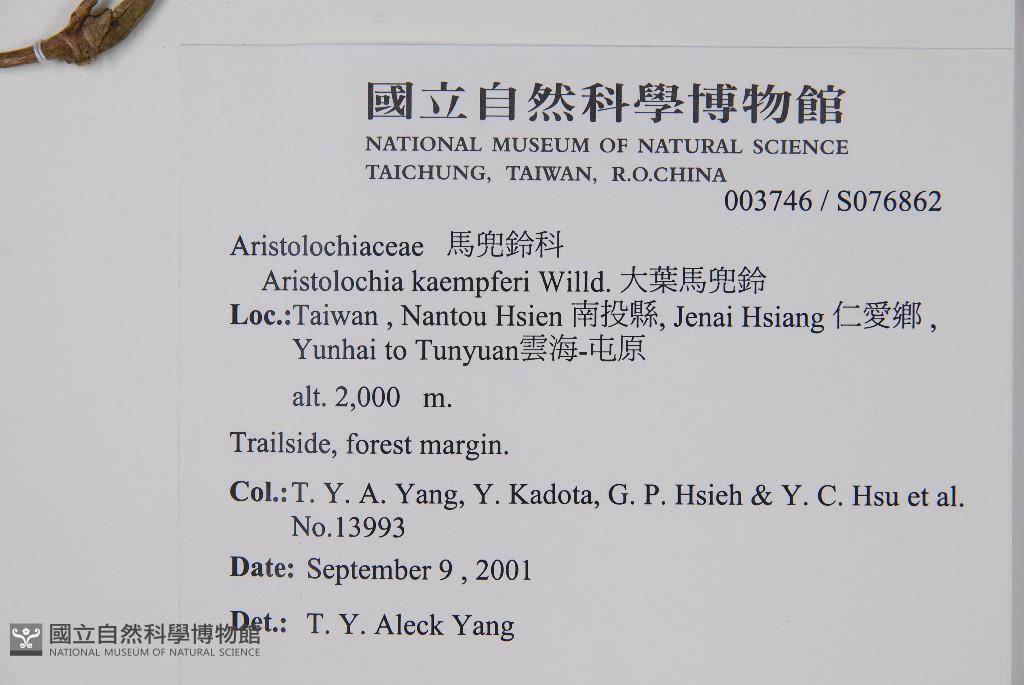 國立自然科學博物館
NATIONAL MUSEUM OF NATURAL SCIENCE
TAICHUNG, TAIWAN, R.O.CHINA
003746 / S076862
Aristolochiaceae 馬兜鈴科
Aristolochia kaempferi Willd. 大葉馬兜鈴
Loc.:Taiwan , Nantou Hsien 南投縣, Jenai Hsiang 仁愛鄉 ,
Yunhai to Tunyuan雲海-屯原
alt. 2,000 m.
Trailside, forest margin.
Col.:T. Y. A. Yang, Y. Kadota, G. P. Hsieh & Y. C. Hsu et al.
No.13993
Date: September 9 , 2001
Det.: T. Y. Aleck Yang
國立自然科學博物館
NATIONAL MUSEUM OF NATURAL SCIENCE